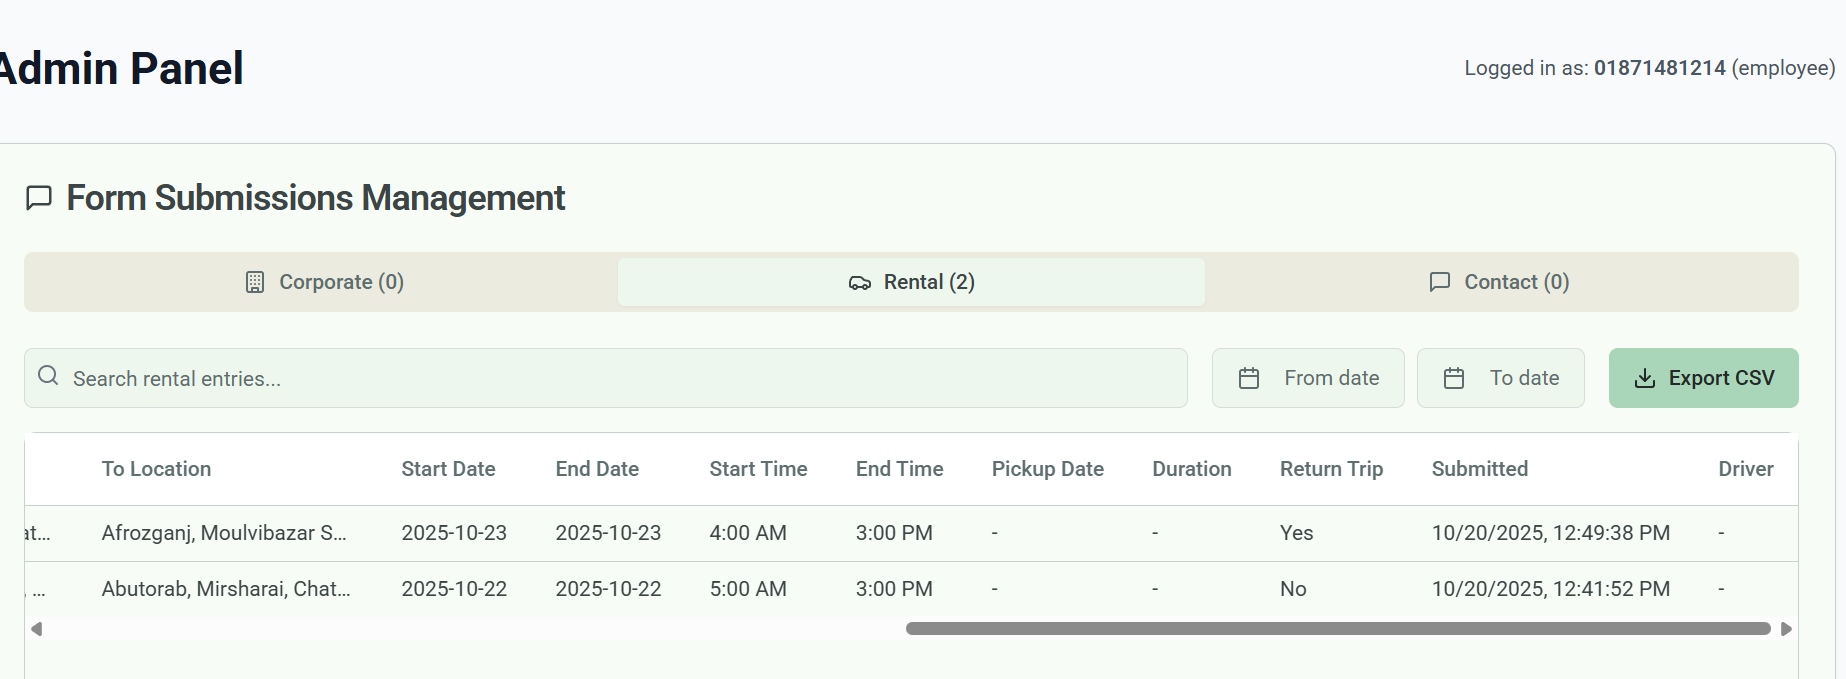 Admin Panel
Logged in as: 01871481214 (employee)
Form Submissions Management
Corporate (0)
Rental (2)
Contact (0)
Search rental entries...
From date
To date
Export CSV
To Location Start Date End Date Start Time End Time Pickup Date Duration Return Trip Submitted Driver
at... Afrozganj, Moulvibazar S... 2025-10-23 2025-10-23 4:00 AM 3:00 PM - - Yes 10/20/2025, 12:49:38 PM -
, ... Abutorab, Mirsharai, Chat... 2025-10-22 2025-10-22 5:00 AM 3:00 PM - - No 10/20/2025, 12:41:52 PM -